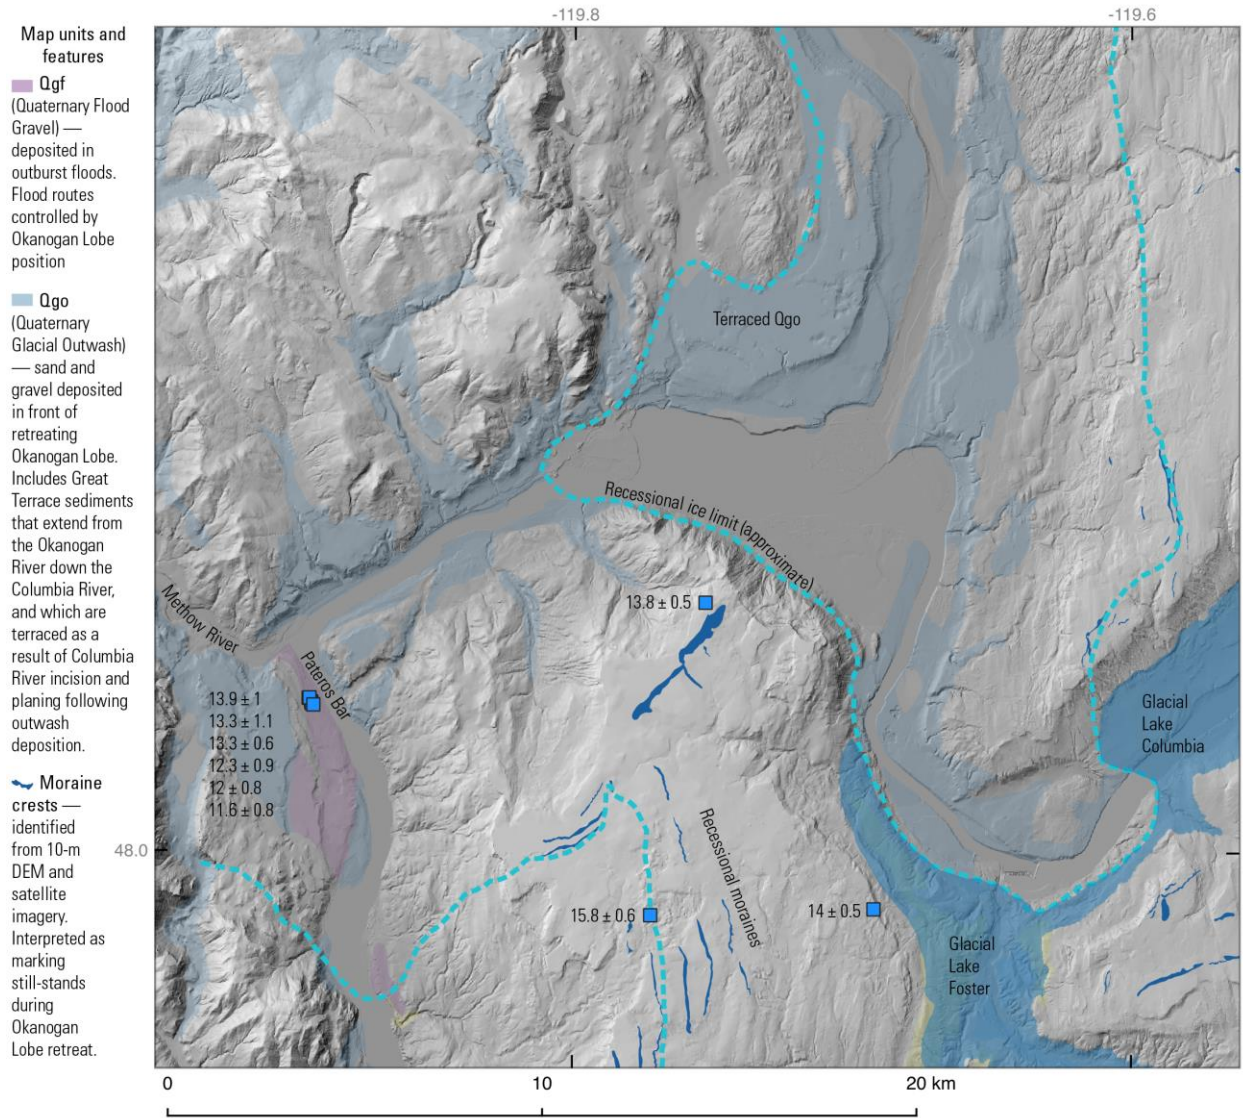 -119.8
-119.6
Map units and
features
Qgf
(Quaternary Flood
Gravel) —
deposited in
outburst floods.
Flood routes
controlled by
Okanogan Lobe
position
Qgo
(Quaternary
Glacial Outwash)
— sand and
gravel deposited
in front of
retreating
Okanogan Lobe.
Includes Great
Terrace sediments
that extend from
the Okanogan
River down the
Columbia River,
and which are
terraced as a
result of Columbia
River incision and
planing following
outwash
deposition.
Moraine
crests —
identified
from 10-m
DEM and
satellite
imagery.
Interpreted as
marking
still-stands
during
Okanogan
Lobe retreat.
Terraced Qgo
Recessional ice limit (approximate)
Methow River
Pateros Bar
13.8 ± 0.5
13.9 ± 1
13.3 ± 1.1
13.3 ± 0.6
12.3 ± 0.9
12 ± 0.8
11.6 ± 0.8
Glacial
Lake
Columbia
48.0
Recessional moraines
15.8 ± 0.6
14 ± 0.5
Glacial
Lake
Foster
0
10
20 km